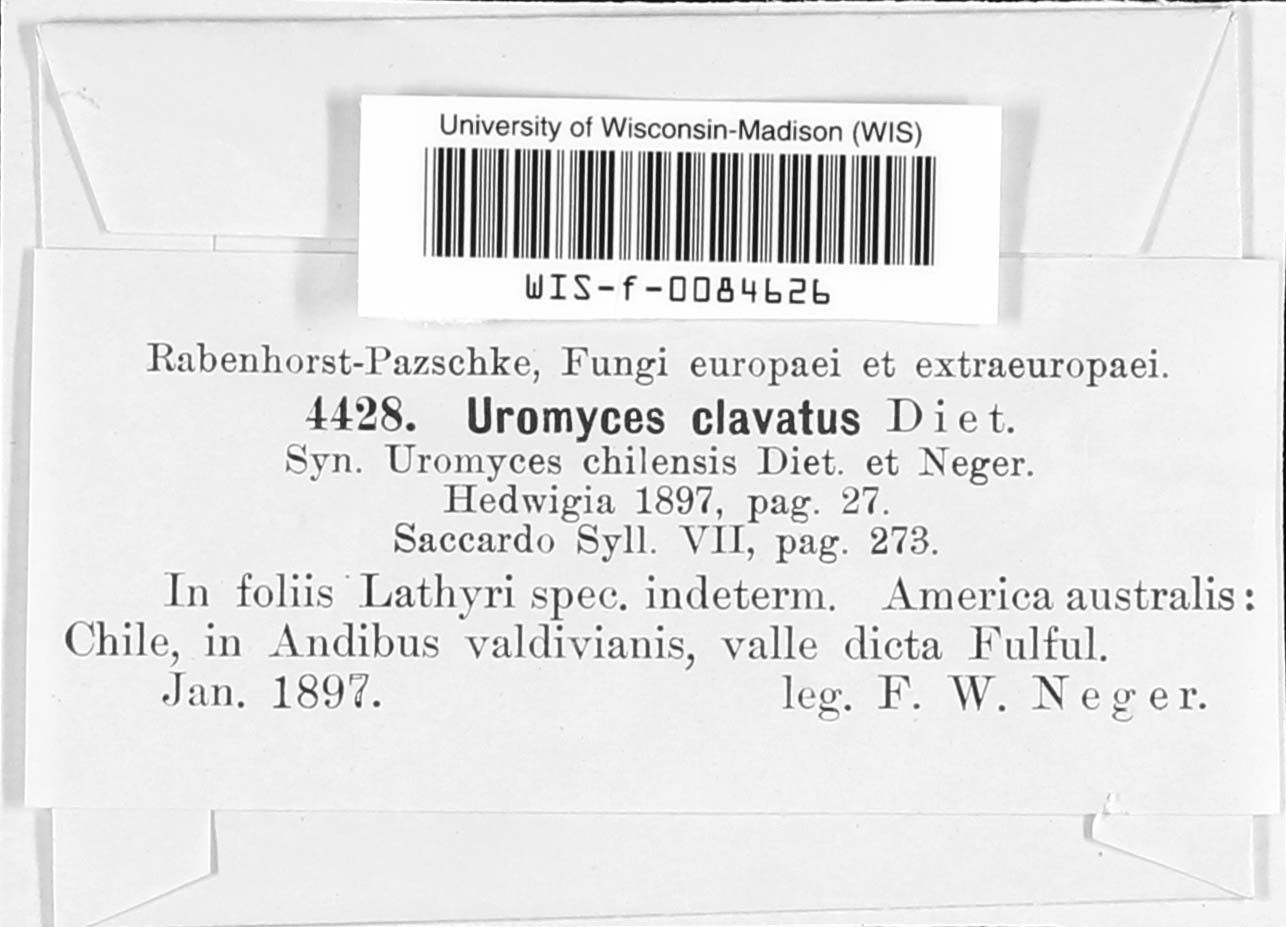 University of Wisconsin-Madison (WIS)
WIS-f-0084626
Rabenhorst-Pazschke, Fungi europaei et extraeuropaei.
4428. Uromyces clavatus Diet.
Syn. Uromyces chilensis Diet. et Neger.
Hedwigia 1897, pag. 27.
Saccardo Syll. VII, pag. 273.
In foliis Lathyri spec. indeterm. America australis:
Chile, in Andibus valdivianis, valle dicta Fulful.
Jan. 1897. leg. F. W. Neger.